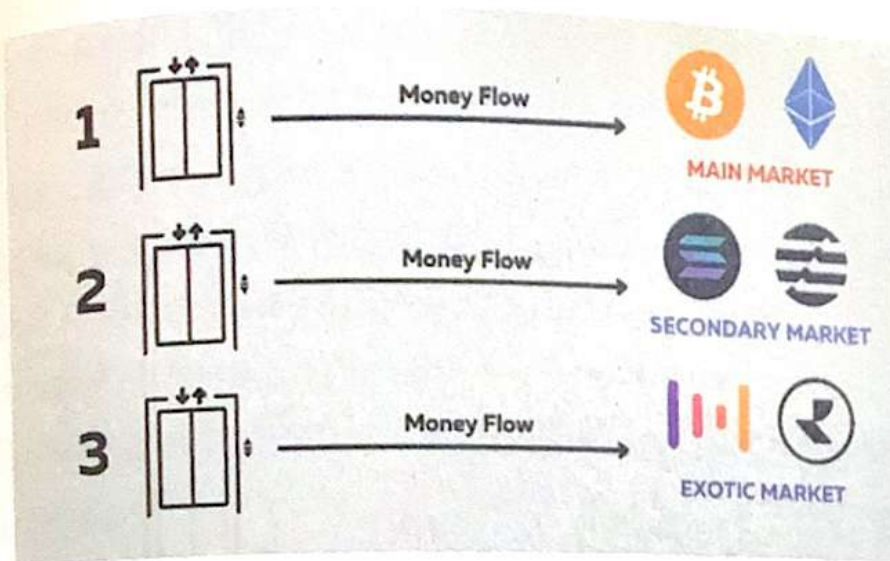 1
Money Flow
MAIN MARKET
2
Money Flow
SECONDARY MARKET
3
Money Flow
EXOTIC MARKET